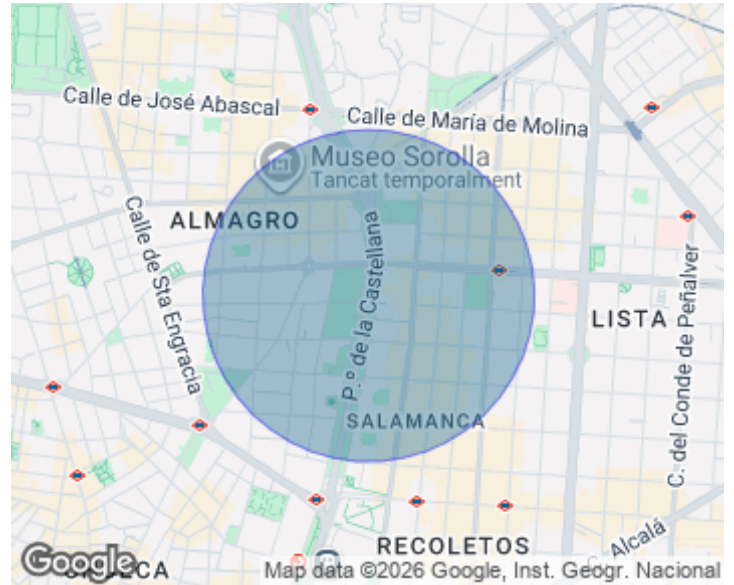 Calle de José Abascal
Calle de María de Molina
Museo Sorolla
Tancat temporalment
ALMAGRO
Calle de Sta Engracia
P.º de la Castellana
C. del Conde de Peñalver
LISTA
SALAMANCA
RECOLETOS
C. Alcalá
Google
ECA
Map data ©2026 Google, Inst. Geogr. Nacional